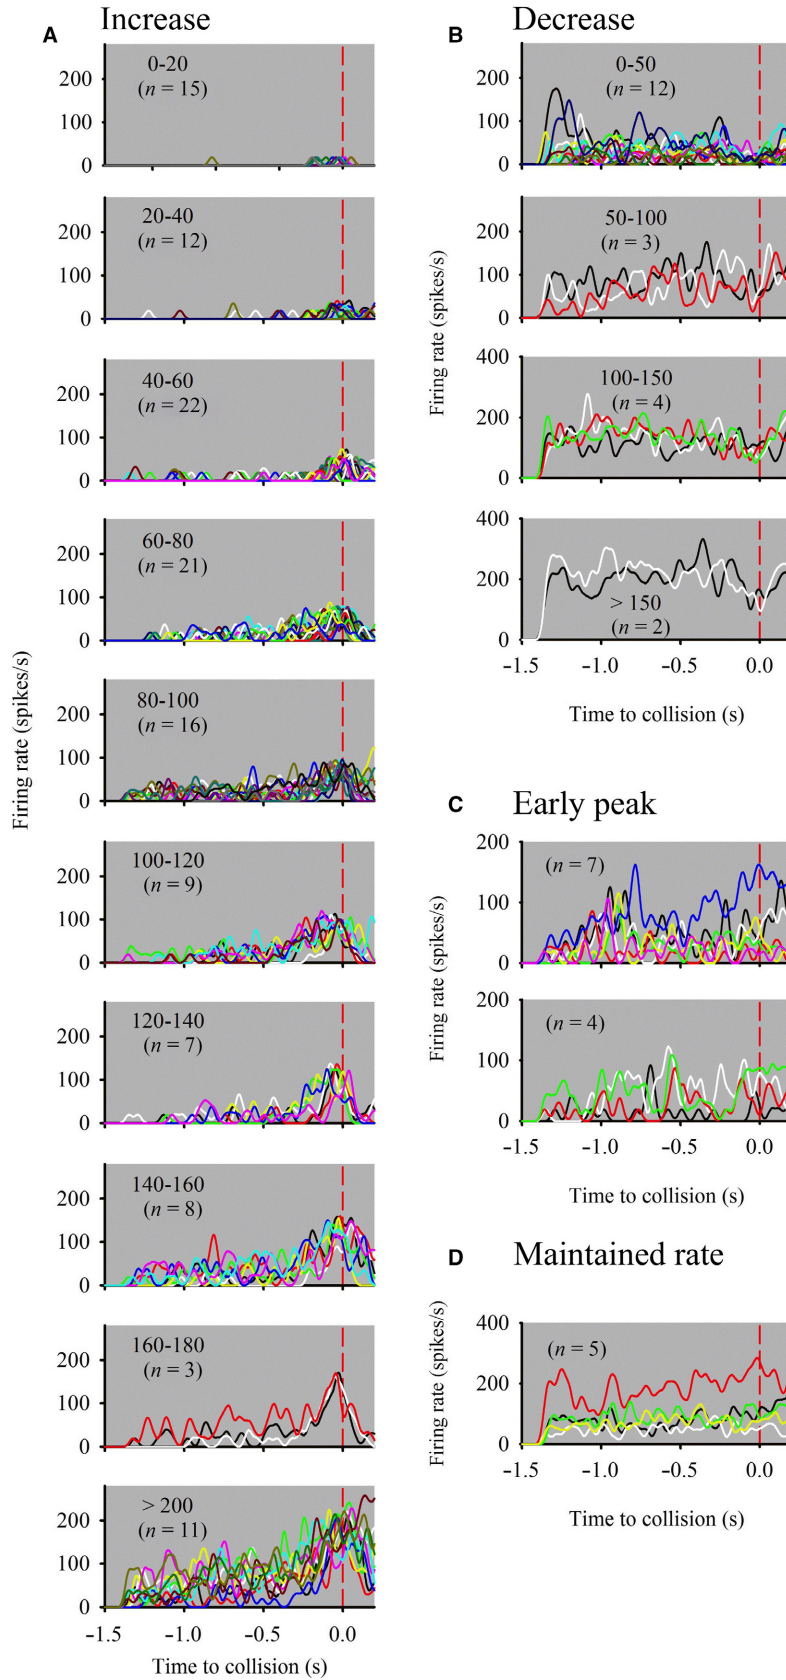 A Increase
0-20
(n = 15)
200
100
0
20-40
(n = 12)
200
100
0
40-60
(n = 22)
200
100
0
60-80
(n = 21)
200
100
0
80-100
(n = 16)
200
100
0
100-120
(n = 9)
200
100
0
120-140
(n = 7)
200
100
0
140-160
(n = 8)
200
100
0
160-180
(n = 3)
200
100
0
> 200
(n = 11)
200
100
0
Firing rate (spikes/s)
-1.5 -1.0 -0.5 0.0
Time to collision (s)
B Decrease
0-50
(n = 12)
200
100
0
50-100
(n = 3)
200
100
0
100-150
(n = 4)
400
200
0
> 150
(n = 2)
400
200
0
Firing rate (spikes/s)
-1.5 -1.0 -0.5 0.0
Time to collision (s)
C Early peak
(n = 7)
200
100
0
(n = 4)
200
100
0
Firing rate (spikes/s)
-1.5 -1.0 -0.5 0.0
Time to collision (s)
D Maintained rate
(n = 5)
400
200
0
Firing rate (spikes/s)
-1.5 -1.0 -0.5 0.0
Time to collision (s)